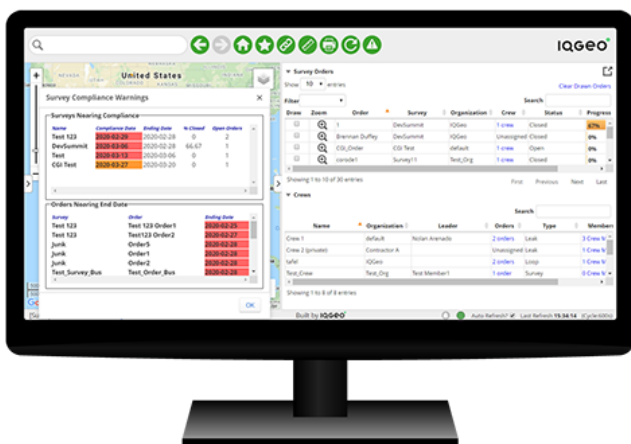 IQGEO
NEVADA
United States
KANSAS
Survey Compliance Warnings
Surveys Nearing Compliance
Name Compliance Date Ending Date % Closed Open Orders
Test 123 2020-02-28 0 2
DevSummit 2020-03-06 2020-02-28 66.67 1
Test 2020-03-13 2020-03-06 0 1
CGI Test 2020-03-27 2020-03-20 0 1
Orders Nearing End Date
Survey Order Ending Date
Test 123 Test 123 Order1 2020-02-25
Test 123 Test123 Order2 2020-02-27
Junk Order5 2020-02-28
Junk Order1 2020-02-28
Junk Order2 2020-02-28
Test_Survey_Bus Test_Order_Bus 2020-02-28
OK
Survey Orders
Show 10 entries
Clear Drawn Orders
Filter
Search
Draw Zoom Order Survey Organization Crew Status Progress
1 DevSummit IQGeo 1 crew Closed 67%
Brennan Duffey DevSummit IQGeo Unassigned Closed 0%
CGI_Order CGI Test default 1 crew Open 0%
corode1 Survey11 Test_Org 1 crew Closed 0%
Showing 1 to 10 of 30 entries
First Previous Next Last
Crews
Search
Name Organization Leader Orders Type Members
Crew 1 default Nolan Arenado 2 orders Leak 3 Crew M
Crew 2 (private) Contractor A Unassigned Leak 1 Crew M
tafel IQGeo 2 orders Loop 1 Crew M
Test_Crew Test_Org Test Member1 1 order Survey 0 Crew M
Showing 1 to 8 of 8 entries
Built by IQGEO
Auto Refresh? Last Refresh 15:34:14 (Cycle:600s)